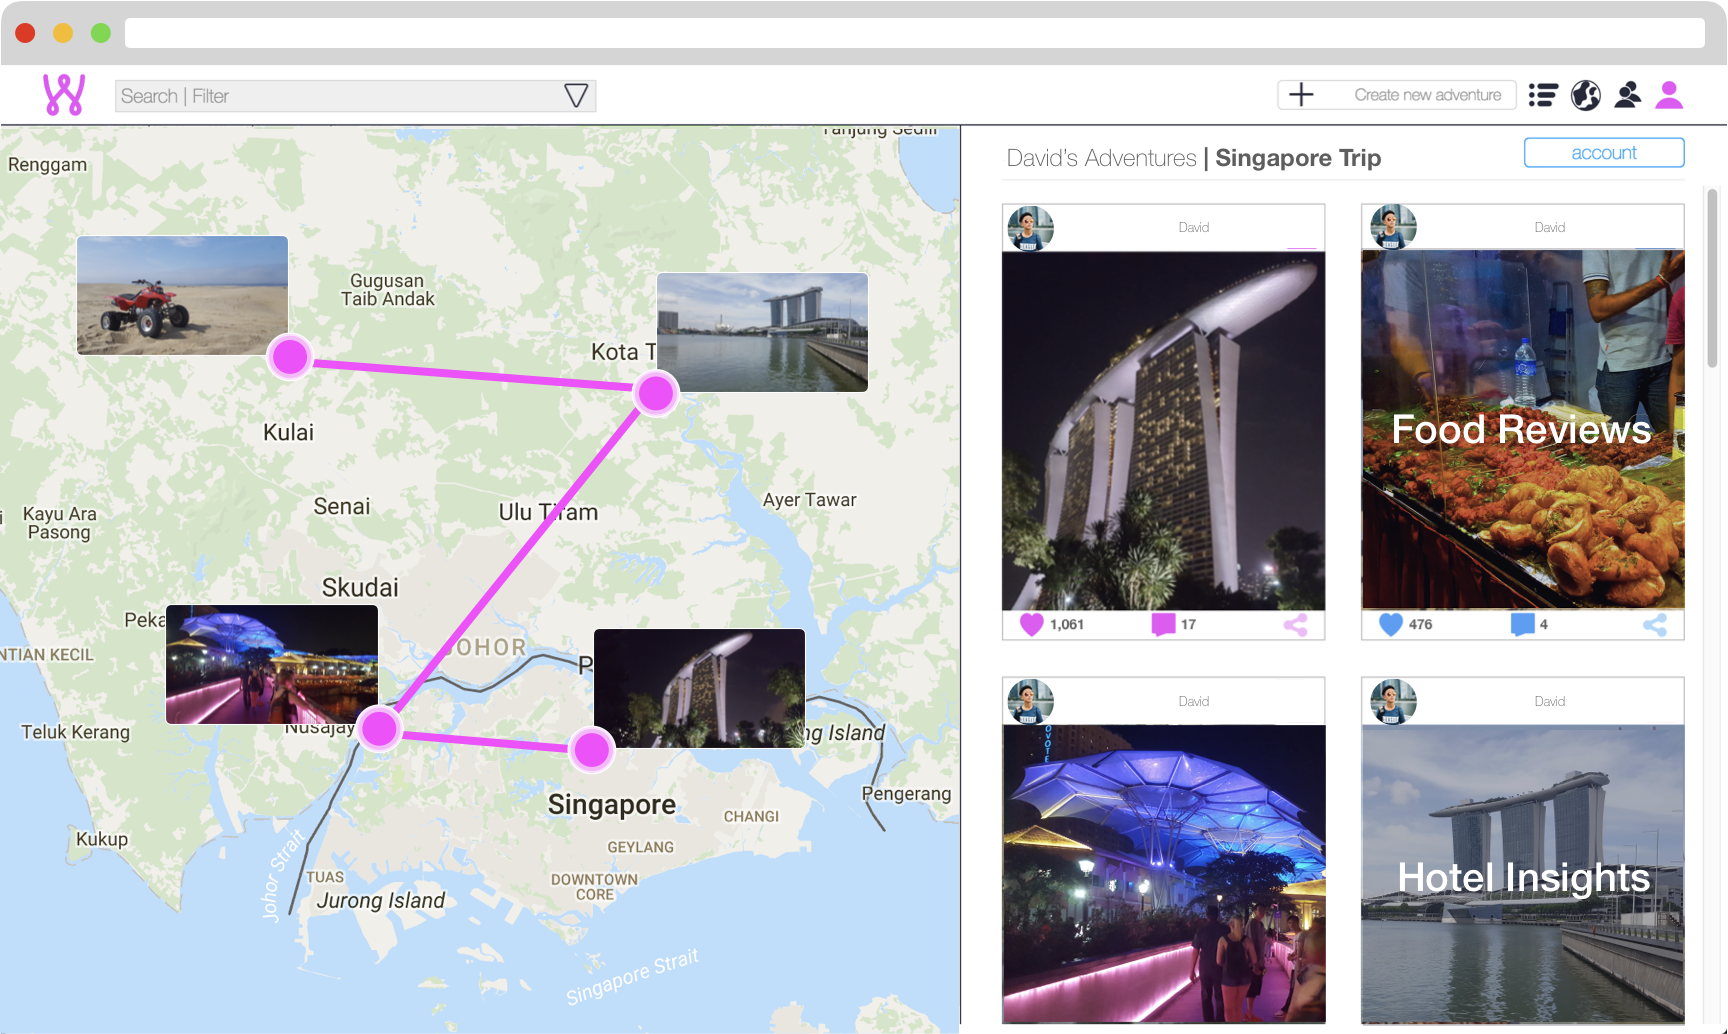 Search | Filter
Create new adventure
Tanjung Sedili
Renggam
Gugusan
Taib Andak
Kota T
Kulai
Senai
Ulu Tiram
Ayer Tawar
Kayu Ara
Pasong
Skudai
Peka
JOHOR
NTIAN KECIL
P
Nusajay
Teluk Kerang
ng Island
Pengerang
Singapore
CHANGI
Kukup
GEYLANG
Johor Strait
TUAS
DOWNTOWN
CORE
Jurong Island
Singapore Strait
David's Adventures | Singapore Trip
account
David
David
Food Reviews
1,061
17
476
4
David
David
NOVOTE
Hotel Insights